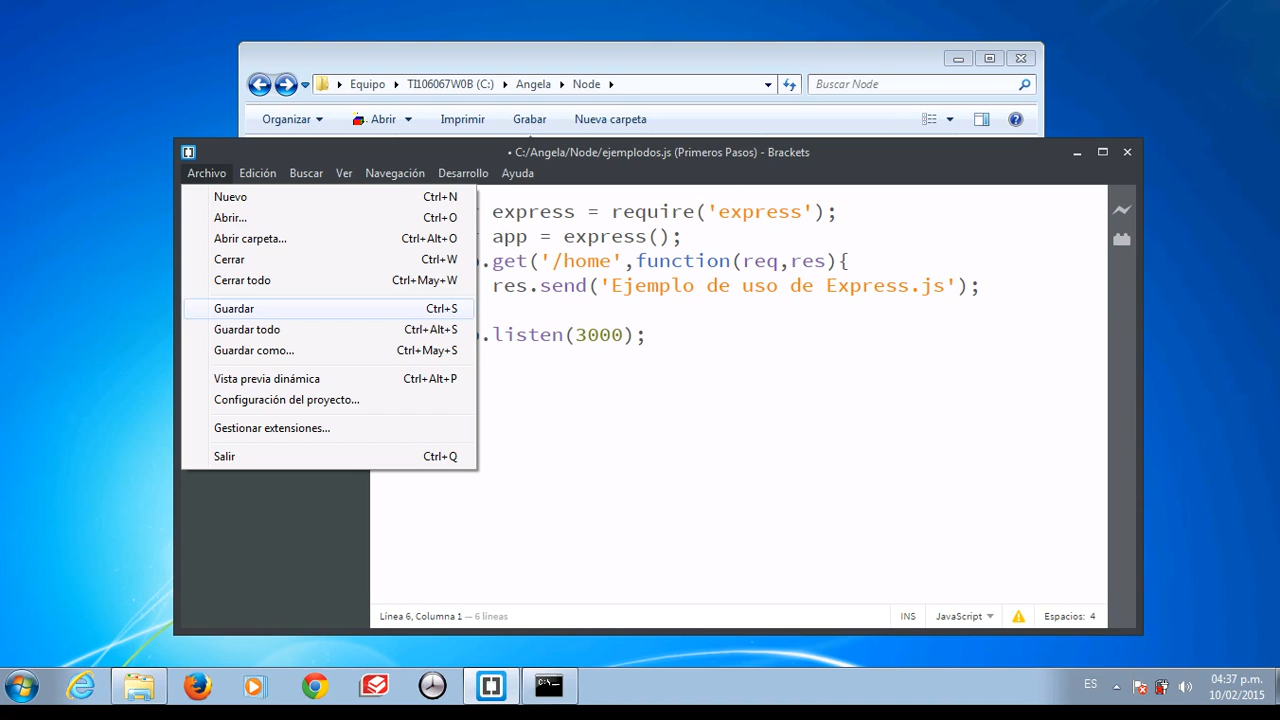 Equipo TI106067W0B (C:) Angela Node
Buscar Node
Organizar Abrir Imprimir Grabar Nueva carpeta
• C:/Angela/Node/ejemplodos.js (Primeros Pasos) - Brackets
Archivo Edición Buscar Ver Navegación Desarrollo Ayuda
Nuevo Ctrl+N
Abrir... Ctrl+O
Abrir carpeta... Ctrl+Alt+O
Cerrar Ctrl+W
Cerrar todo Ctrl+May+W
Guardar Ctrl+S
Guardar todo Ctrl+Alt+S
Guardar como... Ctrl+May+S
Vista previa dinámica Ctrl+Alt+P
Configuración del proyecto...
Gestionar extensiones...
Salir Ctrl+Q
express = require('express');
app = express();
.get('/home',function(req,res){
res.send('Ejemplo de uso de Express.js');
.listen(3000);
Línea 6, Columna 1 — 6 líneas
INS JavaScript Espacios: 4
ES
04:37 p.m.
10/02/2015